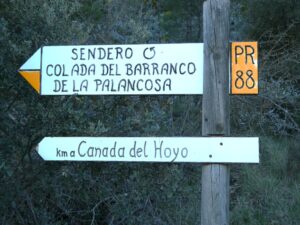 SENDERO
COLADA DEL BARRANCO
DE LA PALANCOSA
PR
88
km a Canada del Hoyo